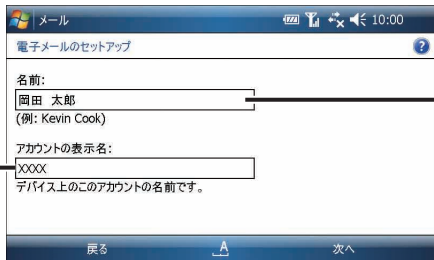 メール 10:00
電子メールのセットアップ
名前:
岡田 太郎
(例: Kevin Cook)
アカウントの表示名:
XXXX
デバイス上のこのアカウントの名前です。
戻る A 次へ